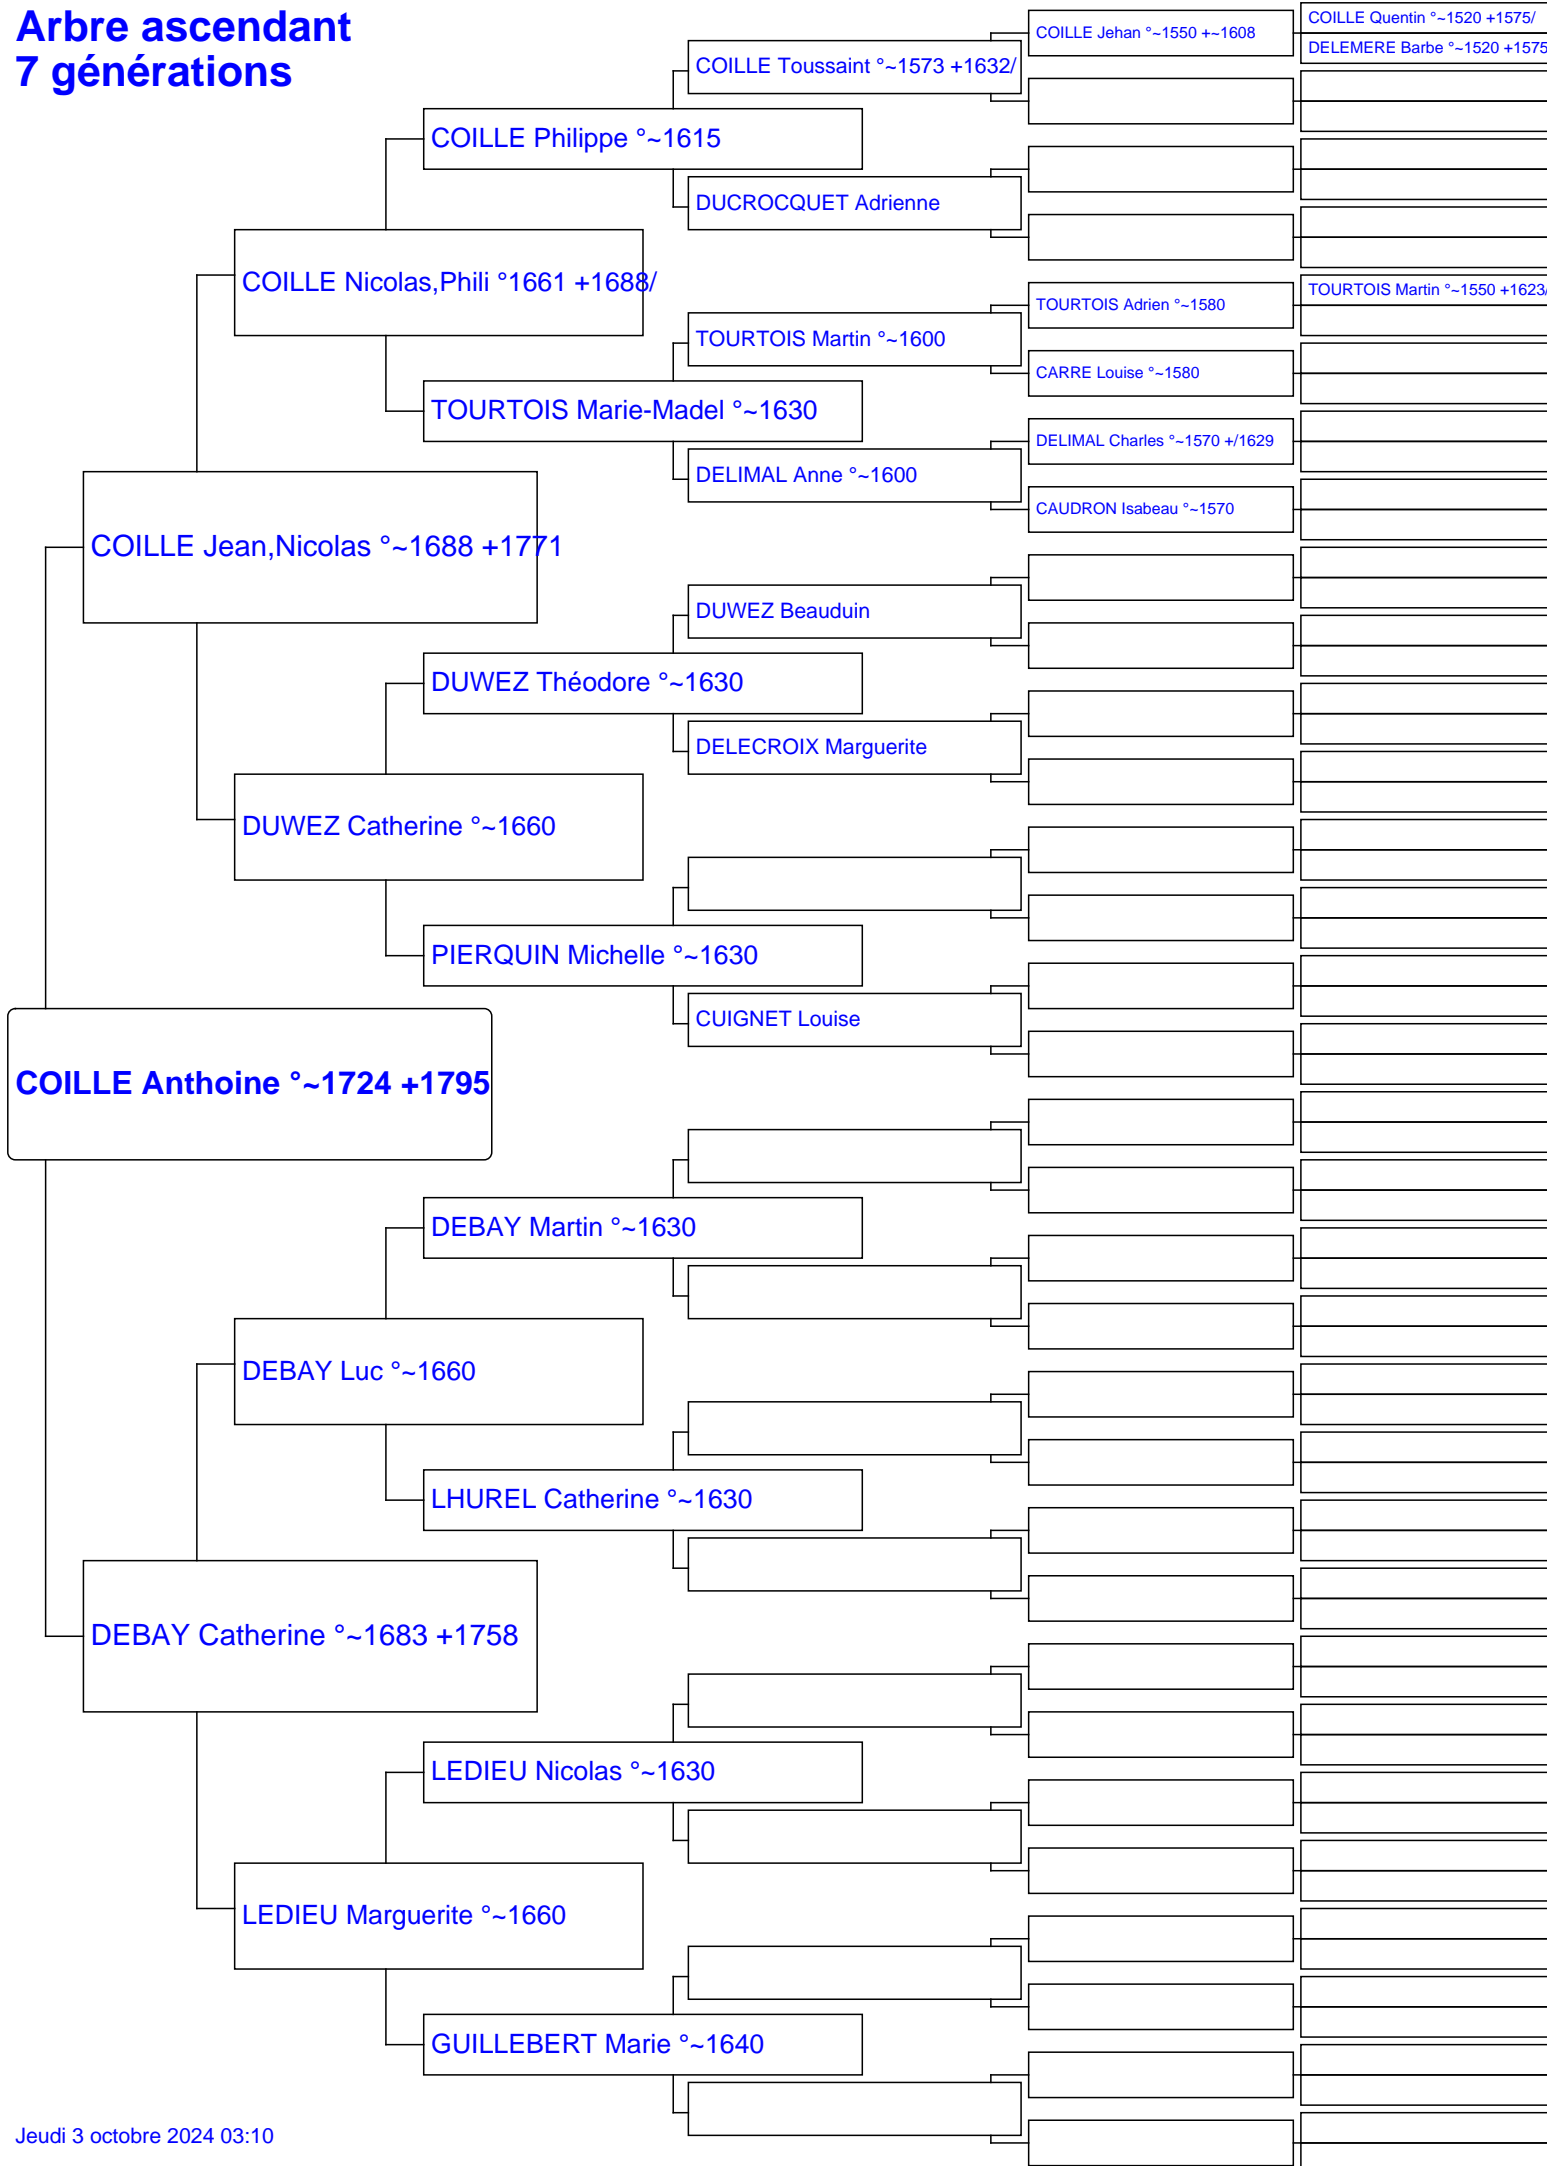 Arbre ascendant
7 générations
COILLE Quentin °~1520 +1575/
COILLE Jehan °~1550 +~1608
DELEMERE Barbe °~1520 +1575
COILLE Toussaint °~1573 +1632/
COILLE Philippe °~1615
DUCROCQUET Adrienne
COILLE Nicolas,Phili °1661 +1688/
TOURTOIS Martin °~1550 +1623/
TOURTOIS Adrien °~1580
TOURTOIS Martin °~1600
CARRE Louise °~1580
TOURTOIS Marie-Madel °~1630
DELIMAL Charles °~1570 +/1629
DELIMAL Anne °~1600
CAUDRON Isabeau °~1570
COILLE Jean,Nicolas °~1688 +1771
DUWEZ Beauduin
DUWEZ Théodore °~1630
DELECROIX Marguerite
DUWEZ Catherine °~1660
PIERQUIN Michelle °~1630
CUIGNET Louise
COILLE Anthoine °~1724 +1795
DEBAY Martin °~1630
DEBAY Luc °~1660
LHUREL Catherine °~1630
DEBAY Catherine °~1683 +1758
LEDIEU Nicolas °~1630
LEDIEU Marguerite °~1660
GUILLEBERT Marie °~1640
Jeudi 3 octobre 2024 03:10